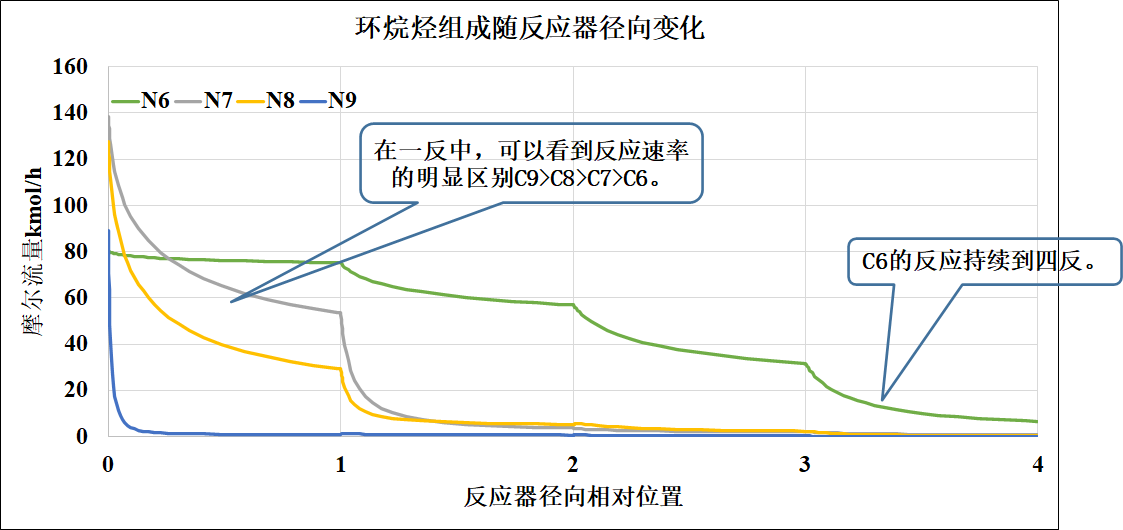 环烷烃组成随反应器径向变化
160
140
120
100
80
60
40
20
0
摩尔流量kmol/h
N6 N7 N8 N9
在一反中，可以看到反应速率
的明显区别C9>C8>C7>C6。
C6的反应持续到四反。
0 1 2 3 4
反应器径向相对位置